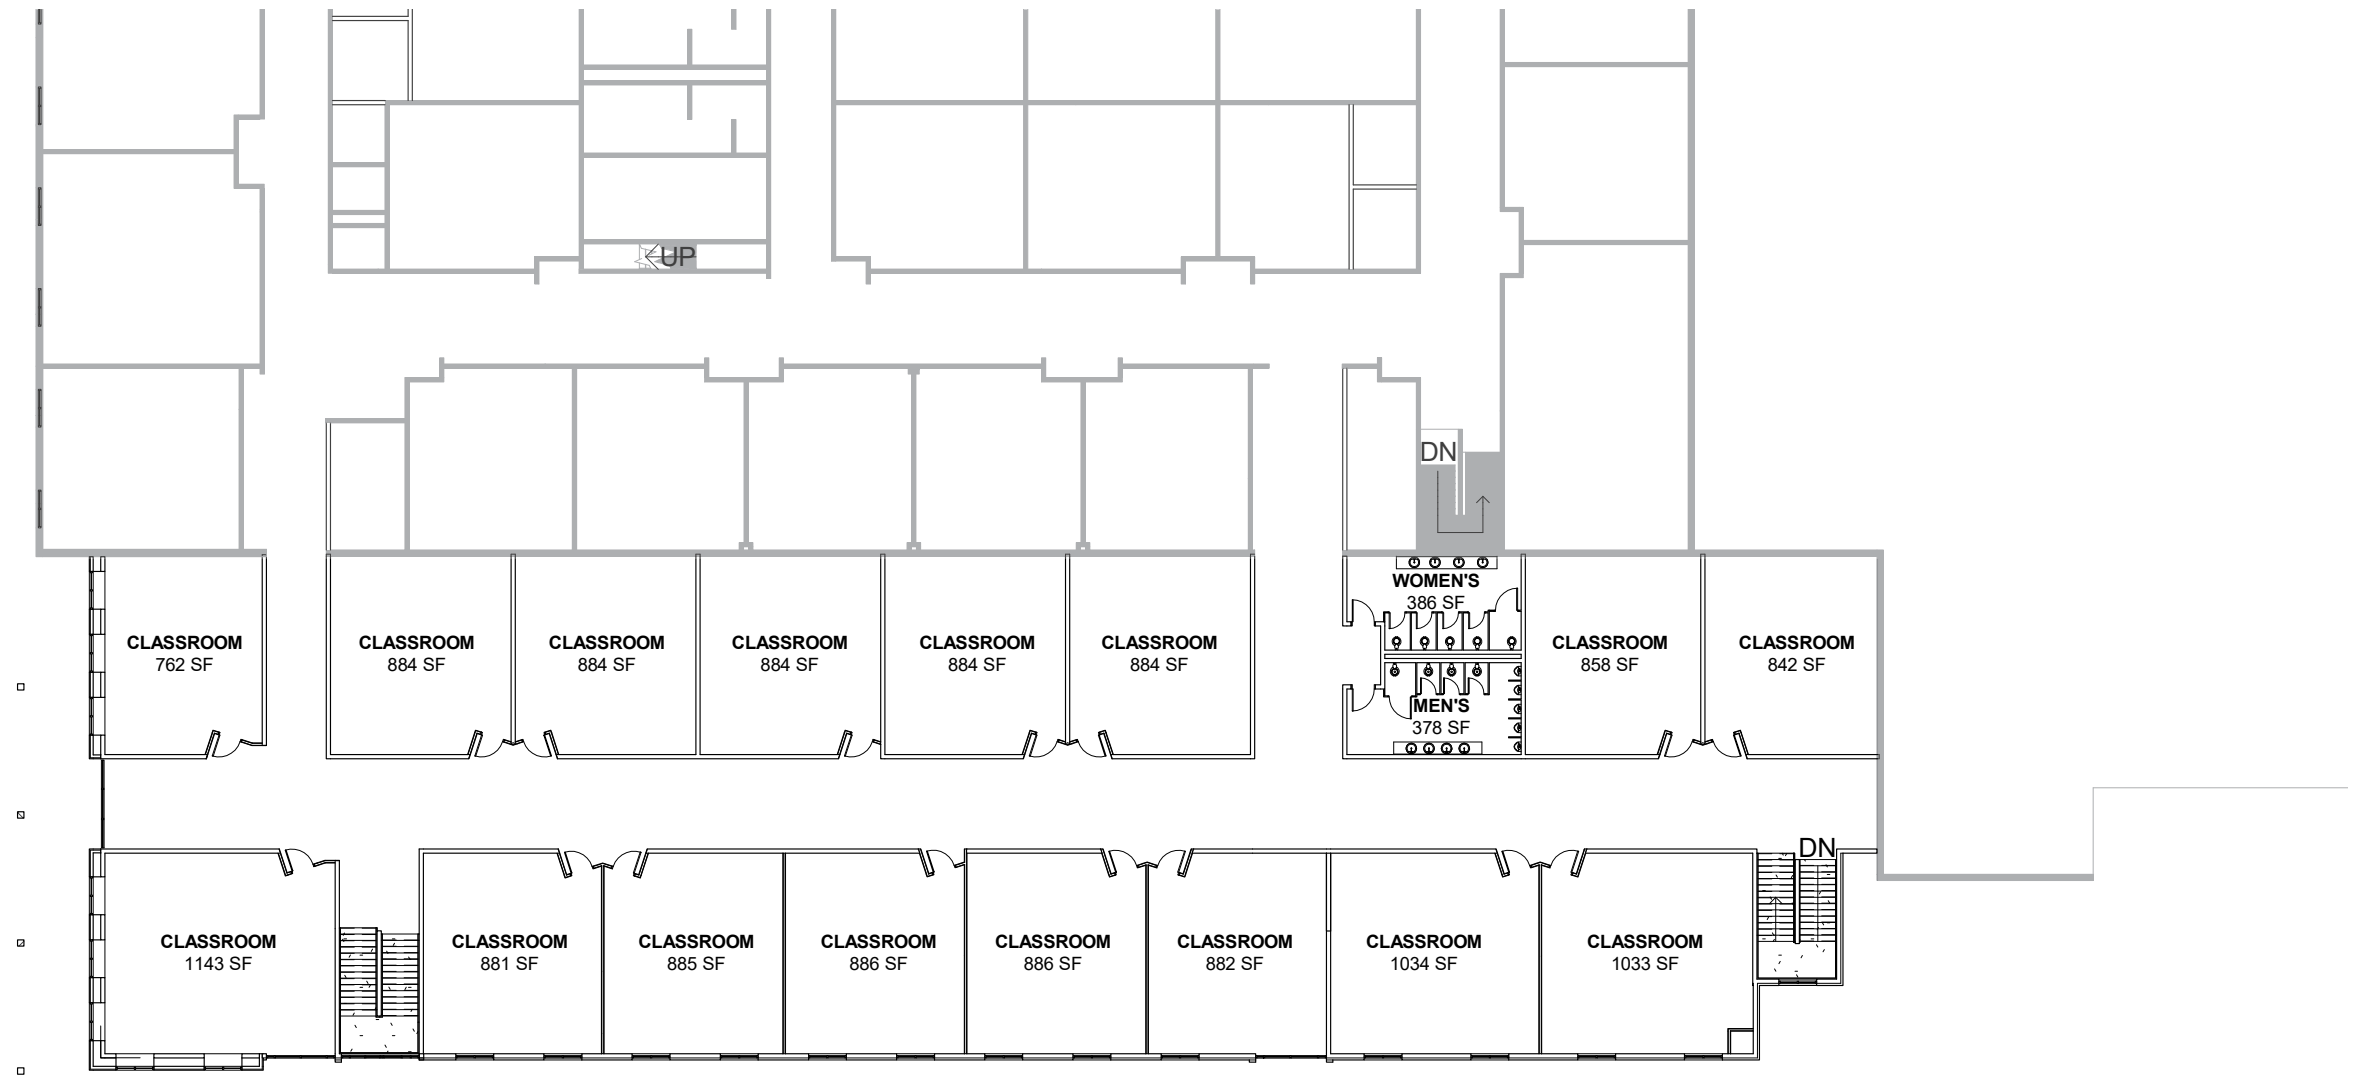 UP
DN
WOMEN'S
386 SF
CLASSROOM
762 SF
CLASSROOM
884 SF
CLASSROOM
884 SF
CLASSROOM
884 SF
CLASSROOM
884 SF
CLASSROOM
884 SF
CLASSROOM
858 SF
CLASSROOM
842 SF
MEN'S
378 SF
DN
CLASSROOM
1143 SF
CLASSROOM
881 SF
CLASSROOM
885 SF
CLASSROOM
886 SF
CLASSROOM
886 SF
CLASSROOM
882 SF
CLASSROOM
1034 SF
CLASSROOM
1033 SF